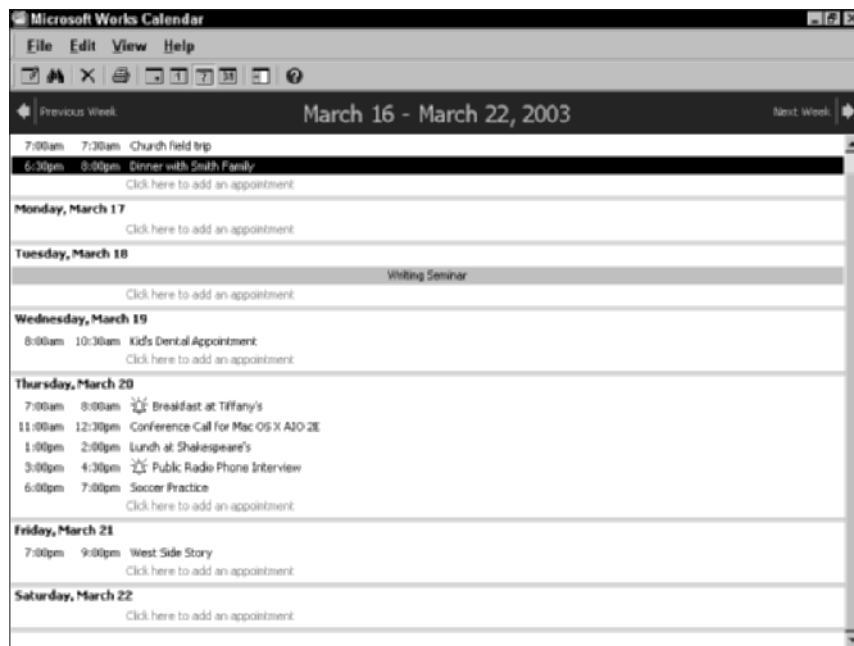 Microsoft Works Calendar
File Edit View Help
1 7 31
Previous Week March 16 - March 22, 2003 Next Week
7:00am 7:30am Church field trip
6:30pm 8:00pm Dinner with Smith Family
Click here to add an appointment
Monday, March 17
Click here to add an appointment
Tuesday, March 18
Writing Seminar
Click here to add an appointment
Wednesday, March 19
8:00am 10:30am Kid's Dental Appointment
Click here to add an appointment
Thursday, March 20
7:00am 8:00am Breakfast at Tiffany's
11:00am 12:30pm Conference Call for Mac OS X AIO 2E
1:00pm 2:00pm Lunch at Shakespeare's
3:00pm 4:30pm Public Radio Phone Interview
6:00pm 7:00pm Soccer Practice
Click here to add an appointment
Friday, March 21
7:00pm 9:00pm West Side Story
Click here to add an appointment
Saturday, March 22
Click here to add an appointment